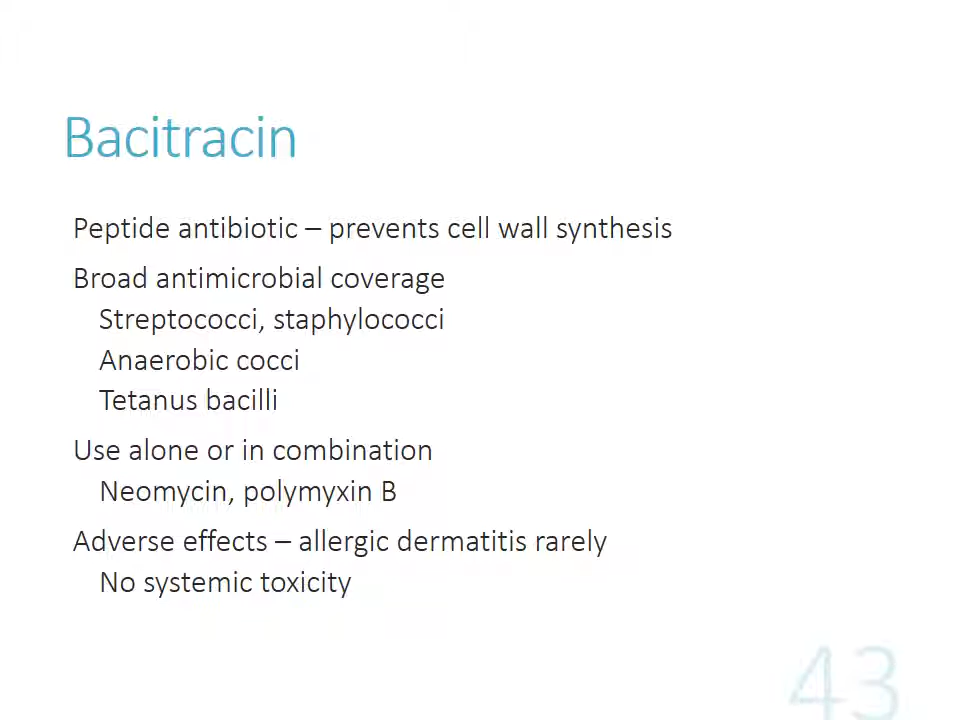 Bacitracin
Peptide antibiotic – prevents cell wall synthesis
Broad antimicrobial coverage
Streptococci, staphylococci
Anaerobic cocci
Tetanus bacilli
Use alone or in combination
Neomycin, polymyxin B
Adverse effects – allergic dermatitis rarely
No systemic toxicity
43